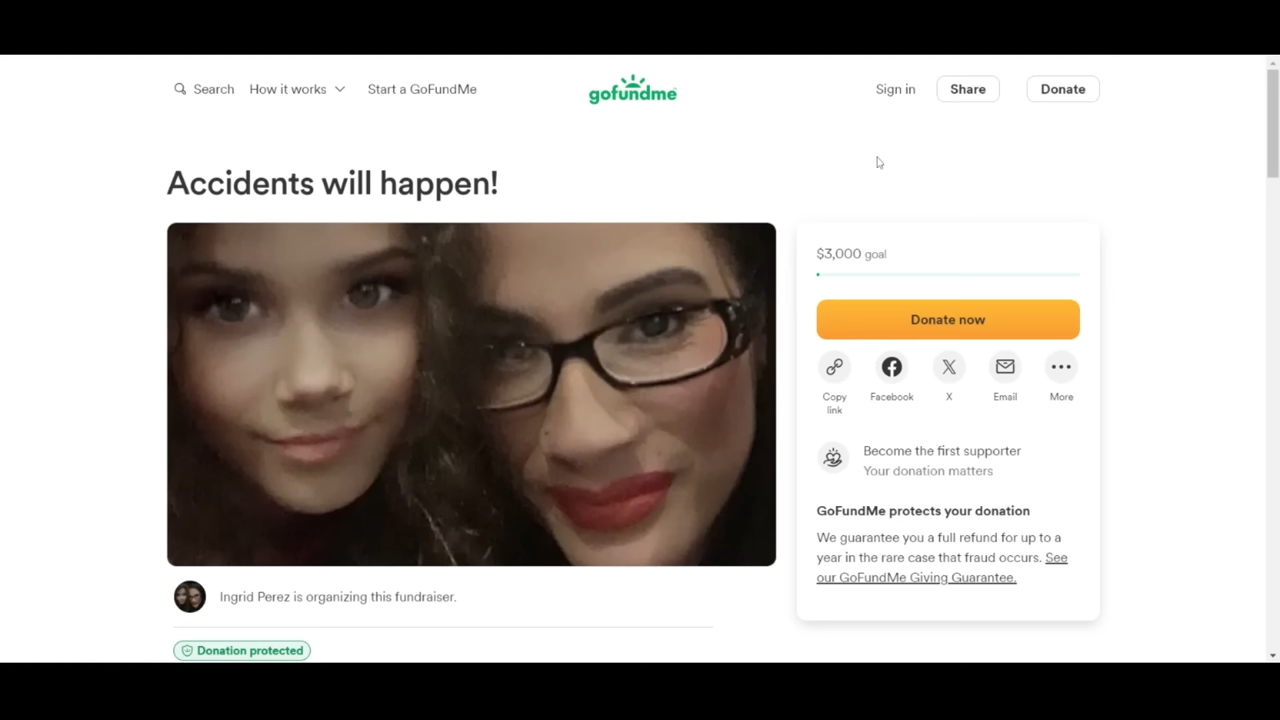 Search How it works Start a GoFundMe gofundme Sign in Share Donate
Accidents will happen!
$3,000 goal
Donate now
Copy link Facebook X Email More
Become the first supporter
Your donation matters
GoFundMe protects your donation
We guarantee you a full refund for up to a
year in the rare case that fraud occurs. See
our GoFundMe Giving Guarantee.
Ingrid Perez is organizing this fundraiser.
Donation protected